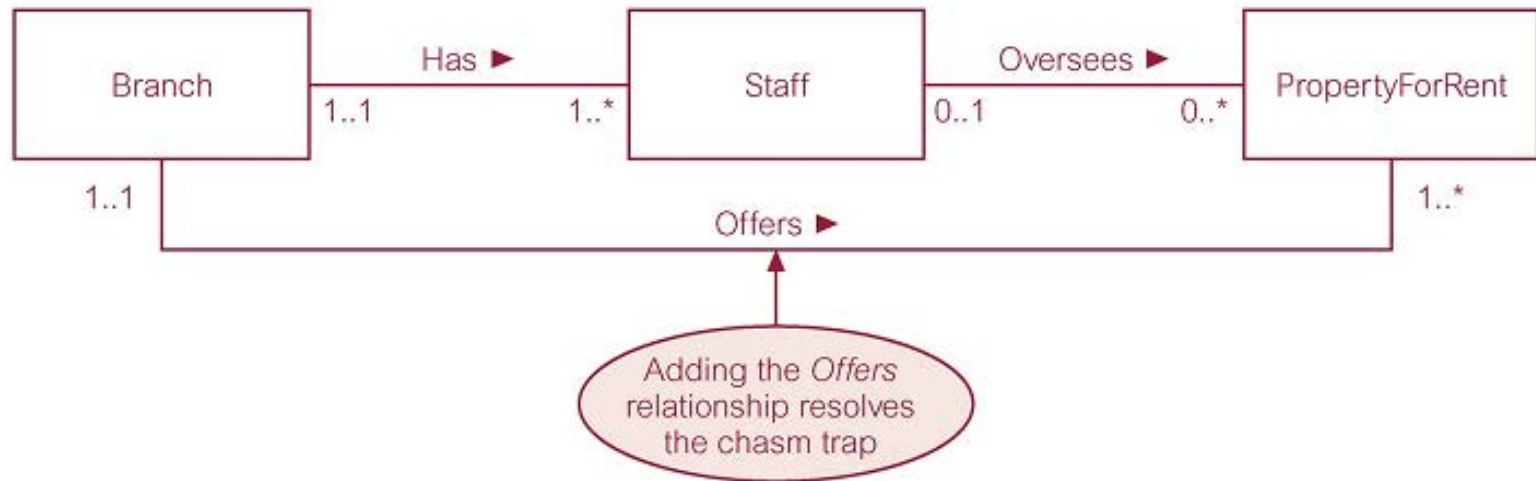 Has ►
Oversees ►
Branch
Staff
PropertyForRent
1..1
1..*
0..1
0..*
1..1
1..*
Offers ►
Adding the Offers
relationship resolves
the chasm trap